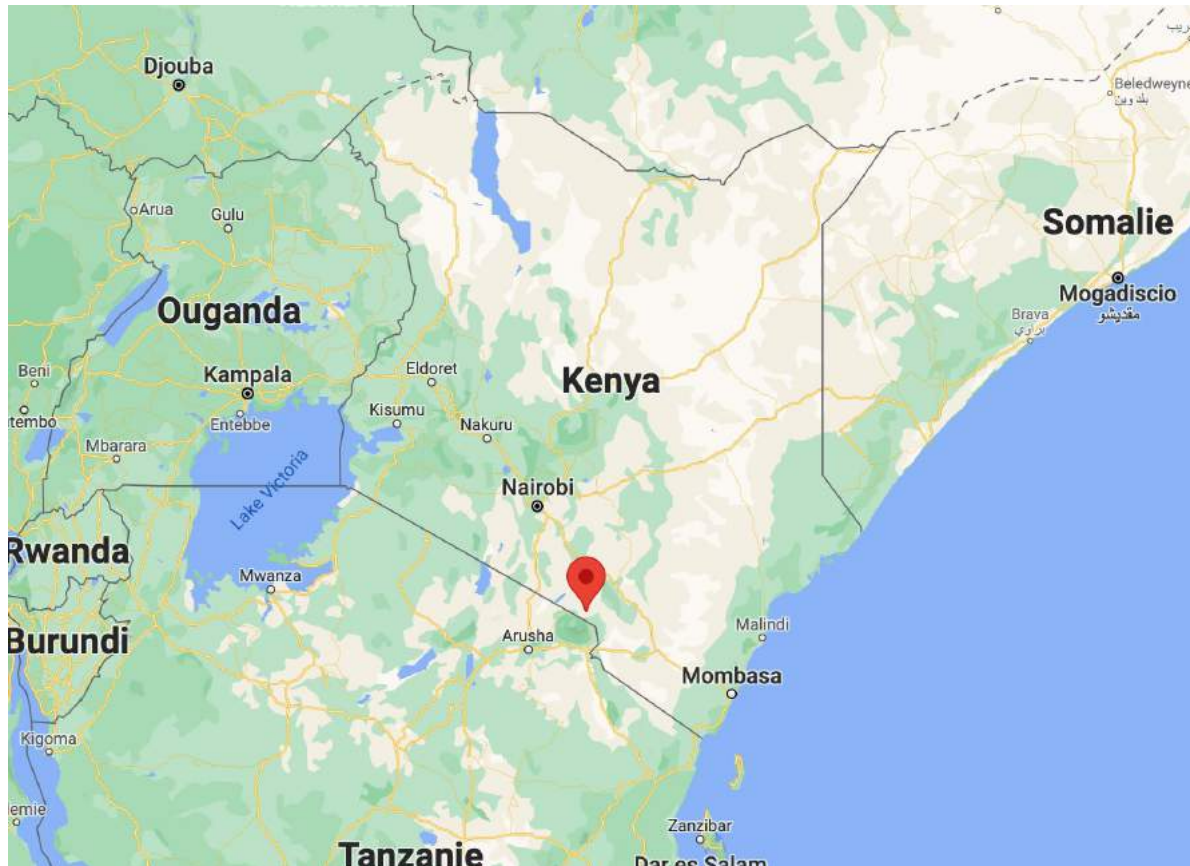 Djouba
Beledweyne
بلد وين
Arua
Gulu
Somalie
Ouganda
Mogadiscio
مقديشو
Brava
براوي
Beni
Kampala
Eldoret
Kenya
Entebbe
Kisumu
Mbarara
Nakuru
Lake Victoria
Nairobi
Rwanda
Mwanza
Burundi
Arusha
Malindi
Mombasa
Kigoma
Zanzibar
Tanzanie
Dar es Salam